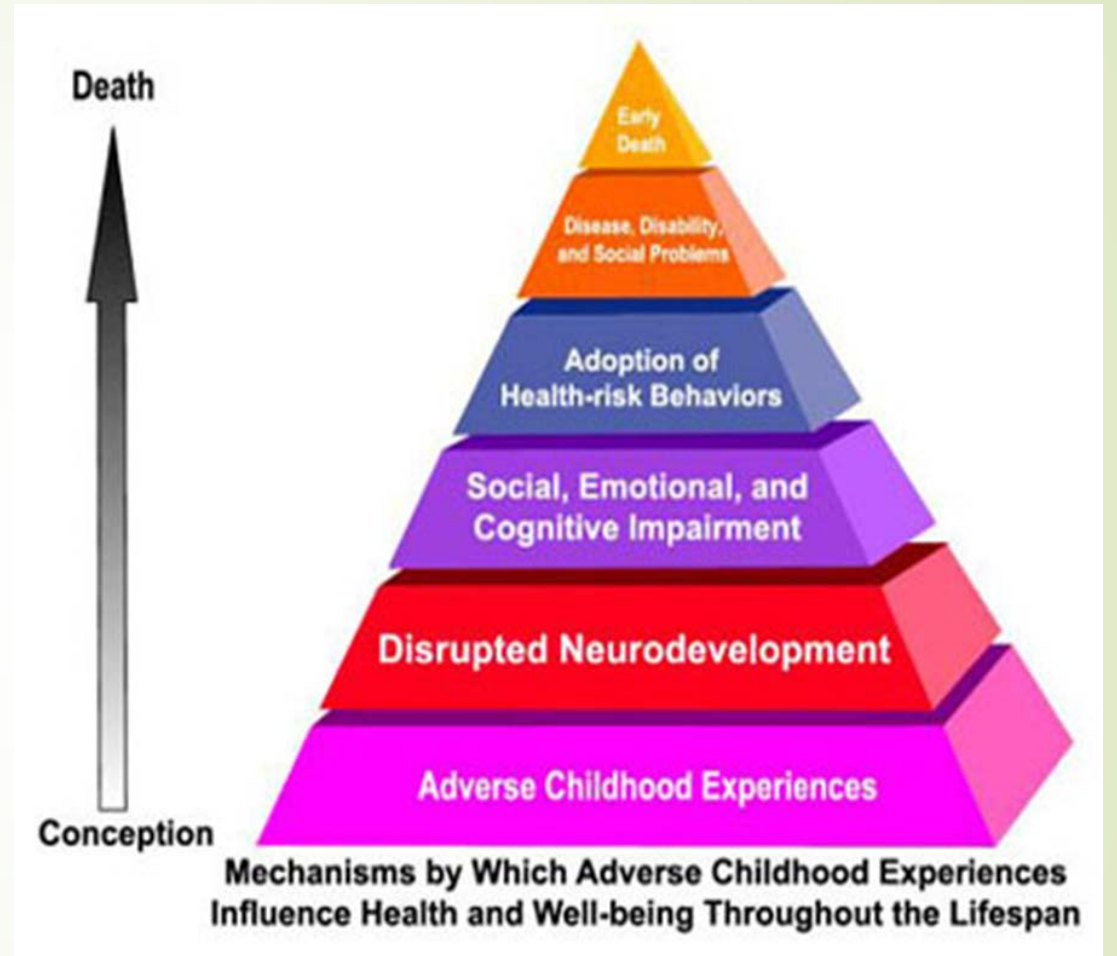 Death
Early
Death
Disease, Disability,
and Social Problems
Adoption of
Health-risk Behaviors
Social, Emotional, and
Cognitive Impairment
Disrupted Neurodevelopment
Adverse Childhood Experiences
Conception
Mechanisms by Which Adverse Childhood Experiences
Influence Health and Well-being Throughout the Lifespan